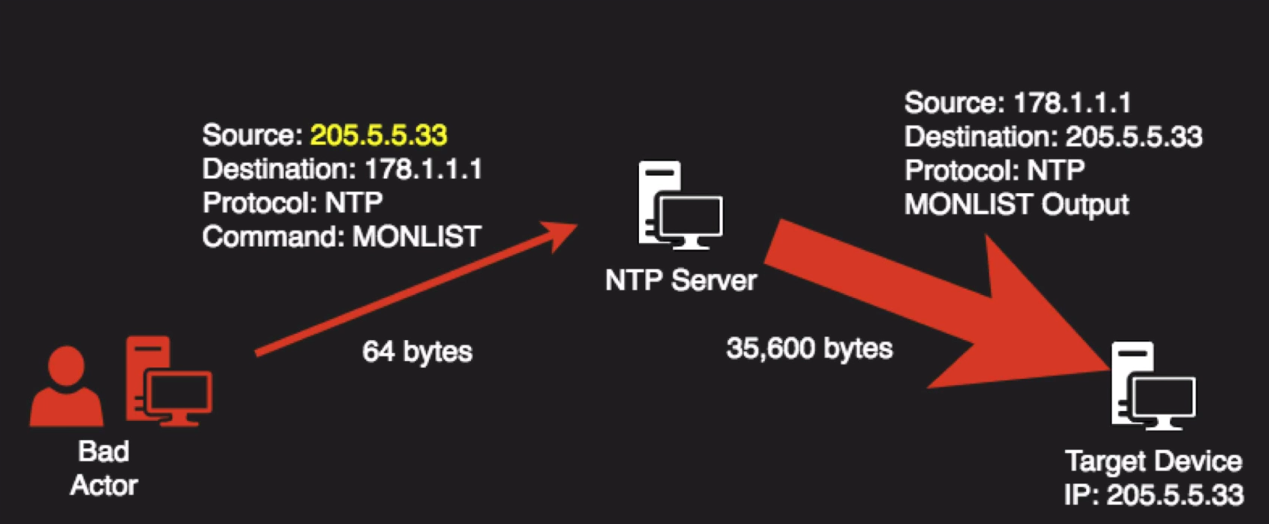 Source: 205.5.5.33
Destination: 178.1.1.1
Protocol: NTP
Command: MONLIST
64 bytes
Bad
Actor
NTP Server
35,600 bytes
Source: 178.1.1.1
Destination: 205.5.5.33
Protocol: NTP
MONLIST Output
Target Device
IP: 205.5.5.33